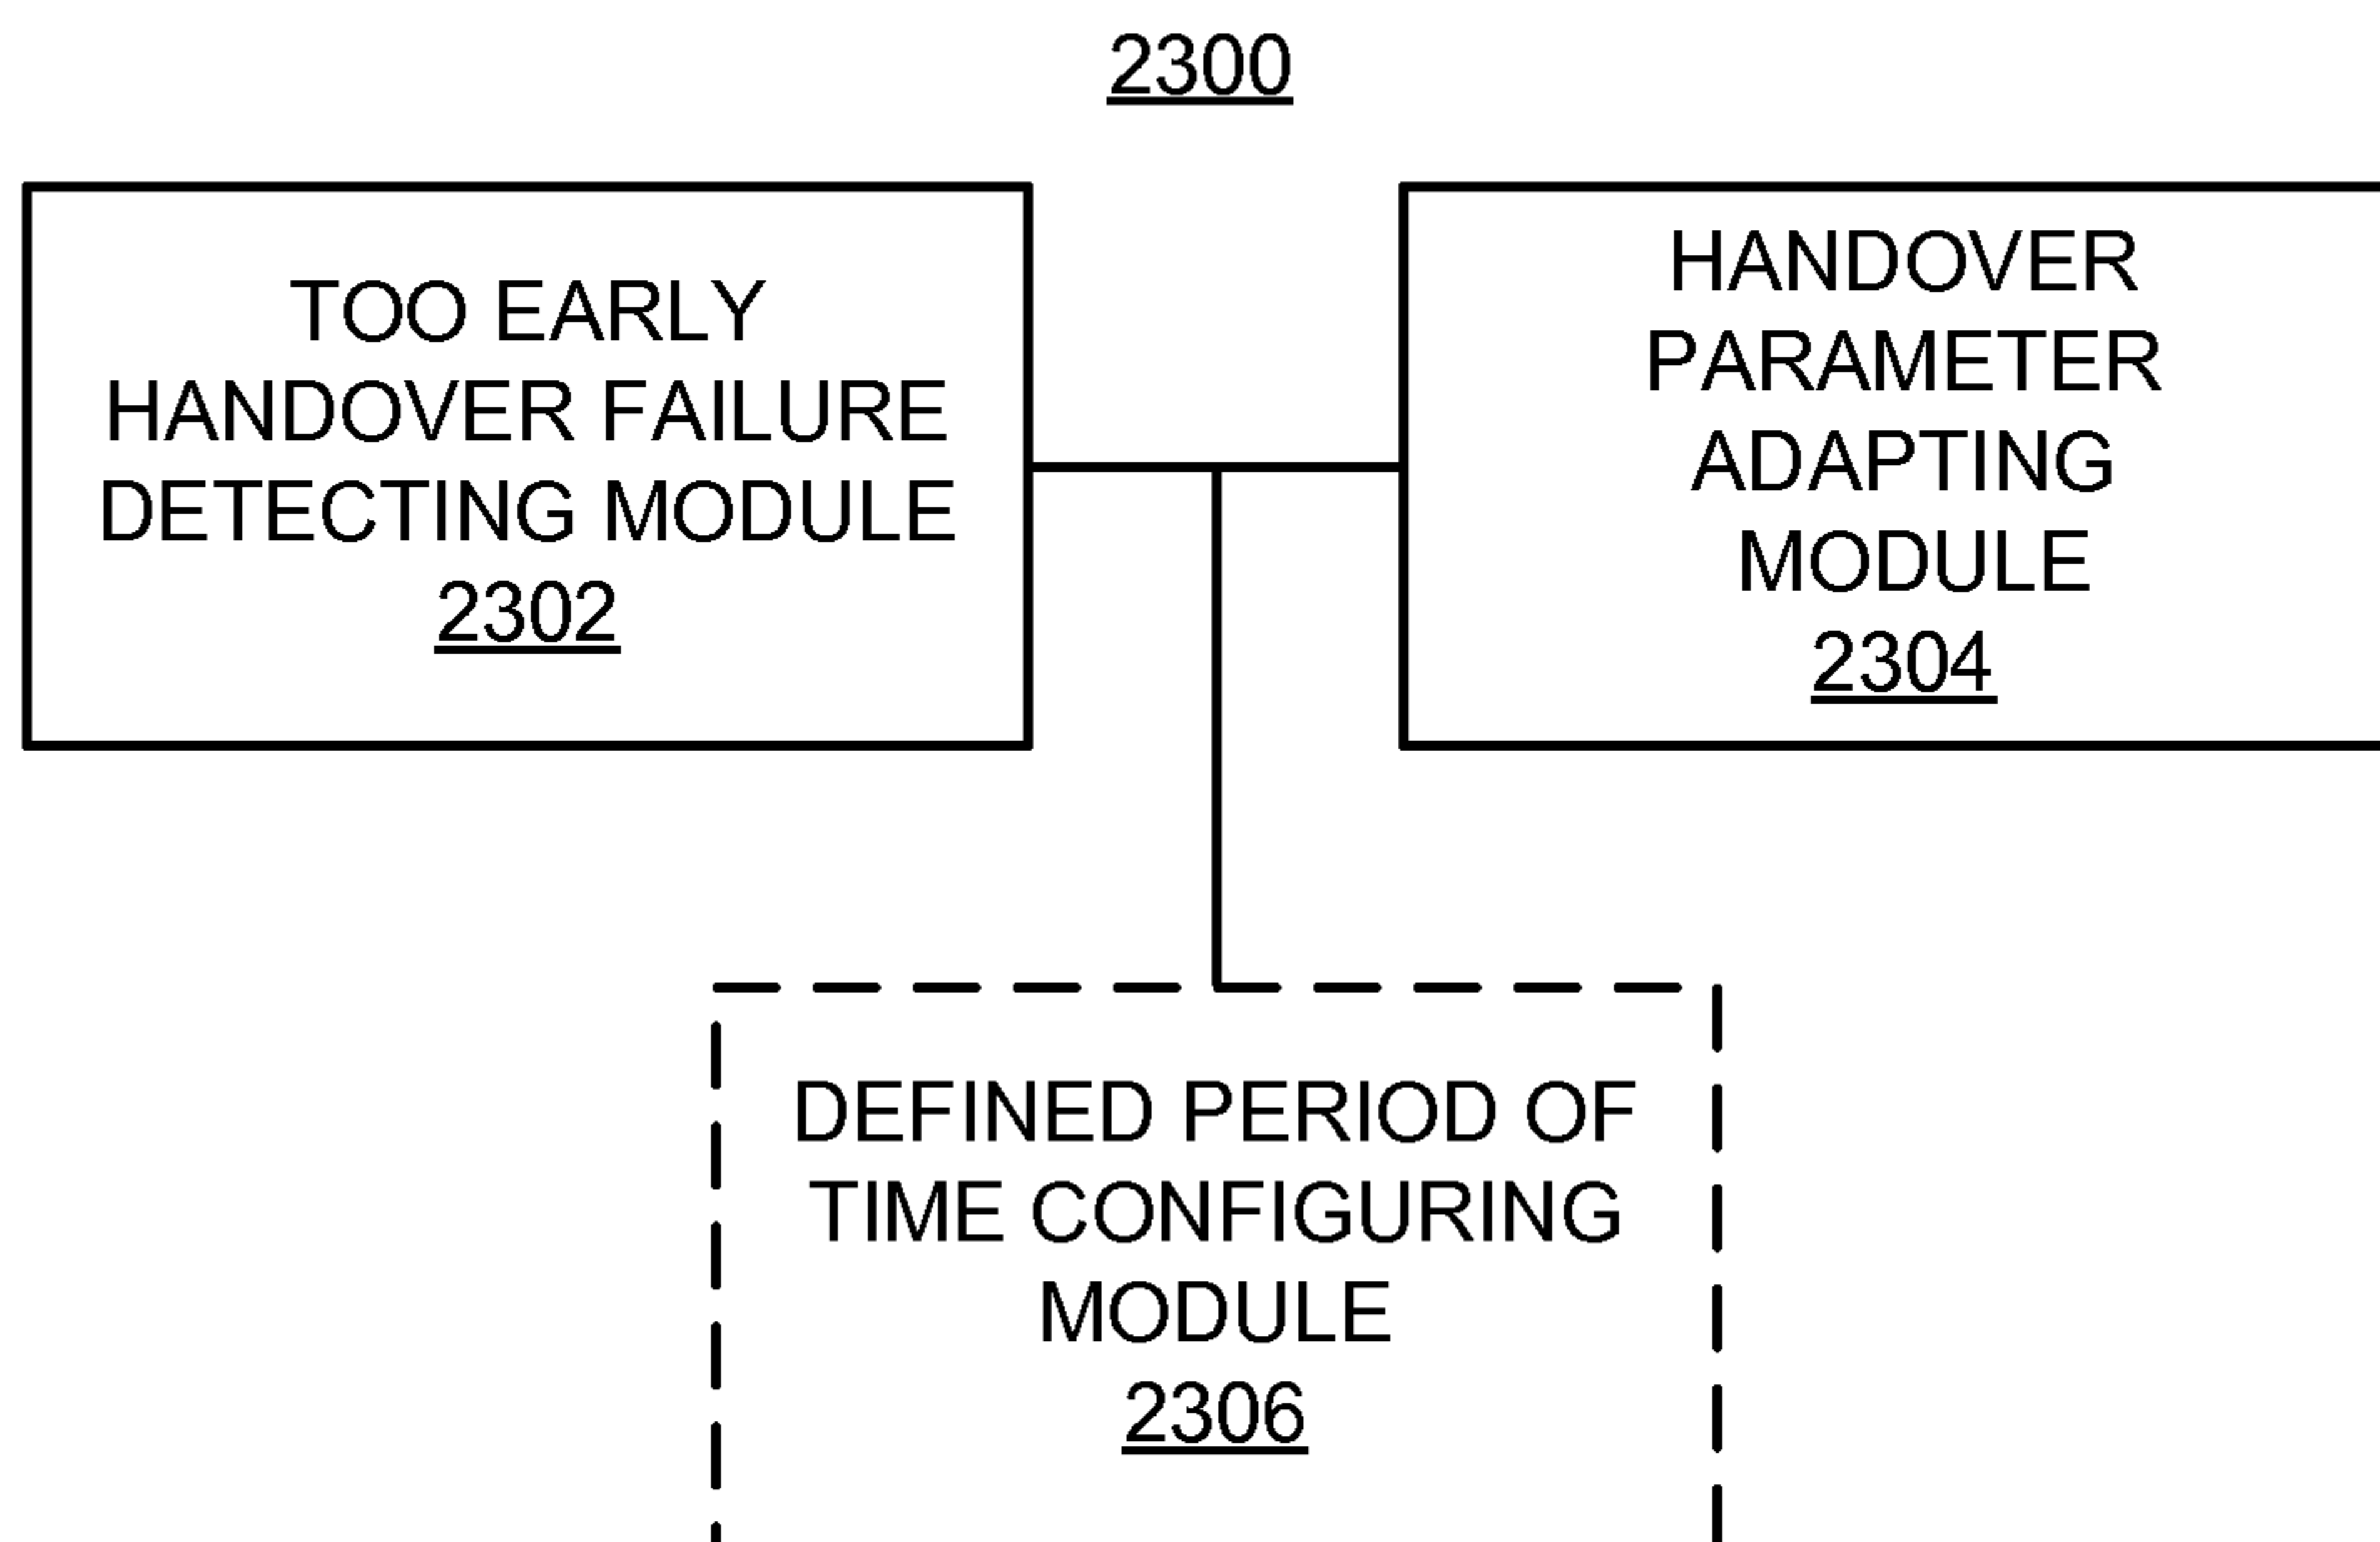 2300
TOO EARLY
HANDOVER FAILURE
DETECTING MODULE
2302
HANDOVER
PARAMETER
ADAPTING
MODULE
2304
DEFINED PERIOD OF
TIME CONFIGURING
MODULE
2306